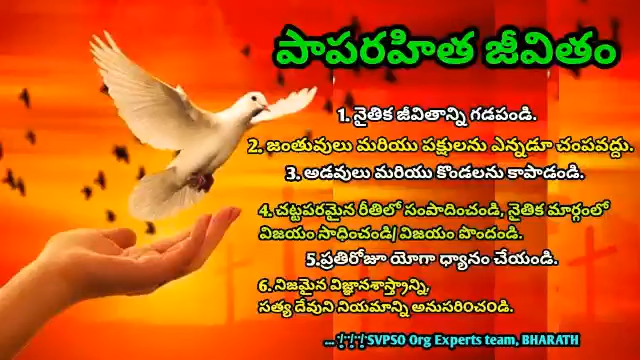 పాపరహిత జీవితం
1. నైతిక జీవితాన్ని గడపండి.
2. జంతువులు మరియు పక్షులను ఎన్నడూ చంపవద్దు.
3. అడవులు మరియు కొండలను కాపాడండి.
4. చట్టపరమైన రీతిలో సంపాదించండి, నైతిక మార్గంలో
విజయం సాధించండి/ విజయం పొందండి.
5.ప్రతిరోజూ యోగా ధ్యానం చేయండి.
6. నిజమైన విజ్ఞానశాస్త్రాన్ని,
సత్య దేవుని నియమాన్ని అనుసరించండి.
... '/.'/.'/ SVPSO Org Experts team, BHARATH